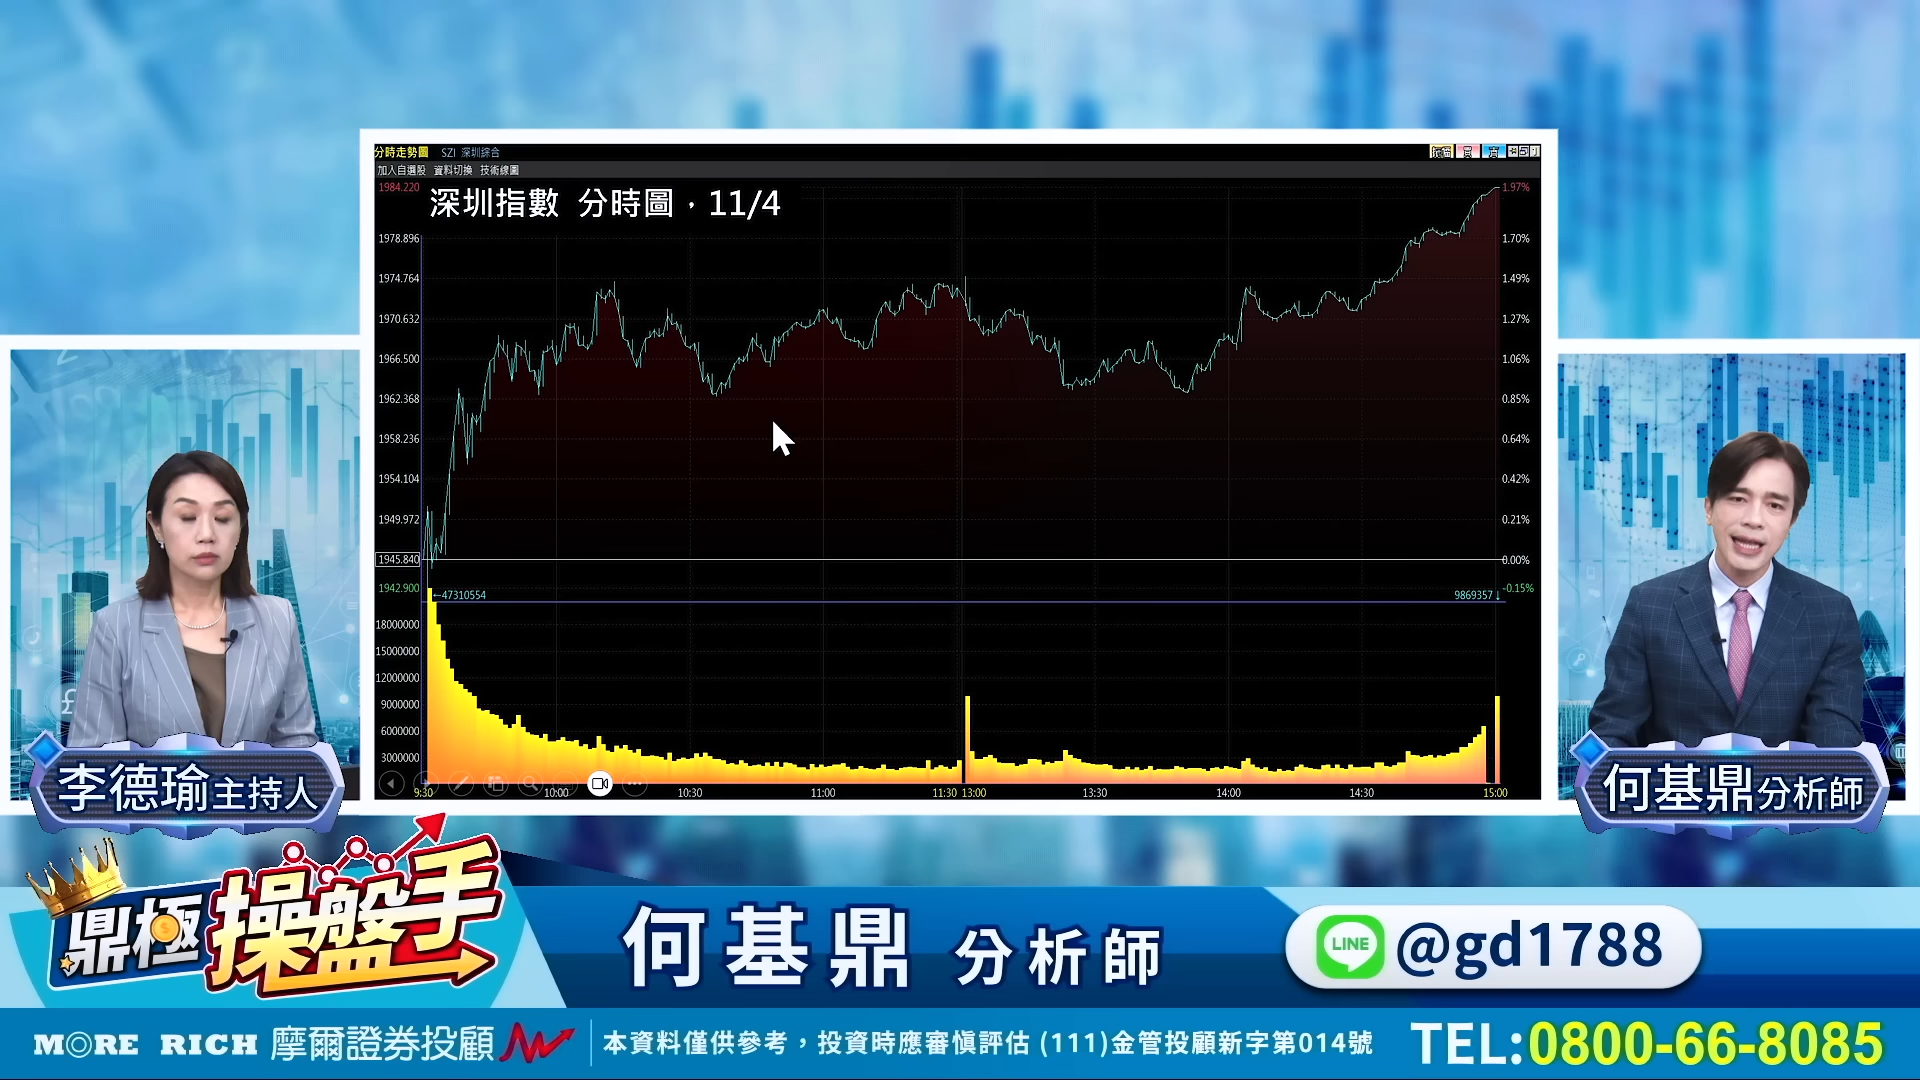 分時走勢圖 SZI 深圳綜合
加入自選股 資料切換 技術線圖
深圳指數 分時圖，11/4
1984.220 1.97%
1978.896 1.70%
1974.764 1.49%
1970.632 1.27%
1966.500 1.06%
1962.368 0.85%
1958.236 0.64%
1954.104 0.42%
1949.972 0.21%
1945.840 0.00%
1942.900 -0.15%
←47310554 9869357↓
18000000
15000000
12000000
9000000
6000000
3000000
9:30 10:00 10:30 11:00 11:30 13:00 13:30 14:00 14:30 15:00
李德瑜主持人
何基鼎分析師
鼎極操盤手
何基鼎 分析師
LINE @gd1788
MORE RICH 摩爾證券投顧
本資料僅供參考，投資時應審慎評估 (111)金管投顧新字第014號
TEL:0800-66-8085